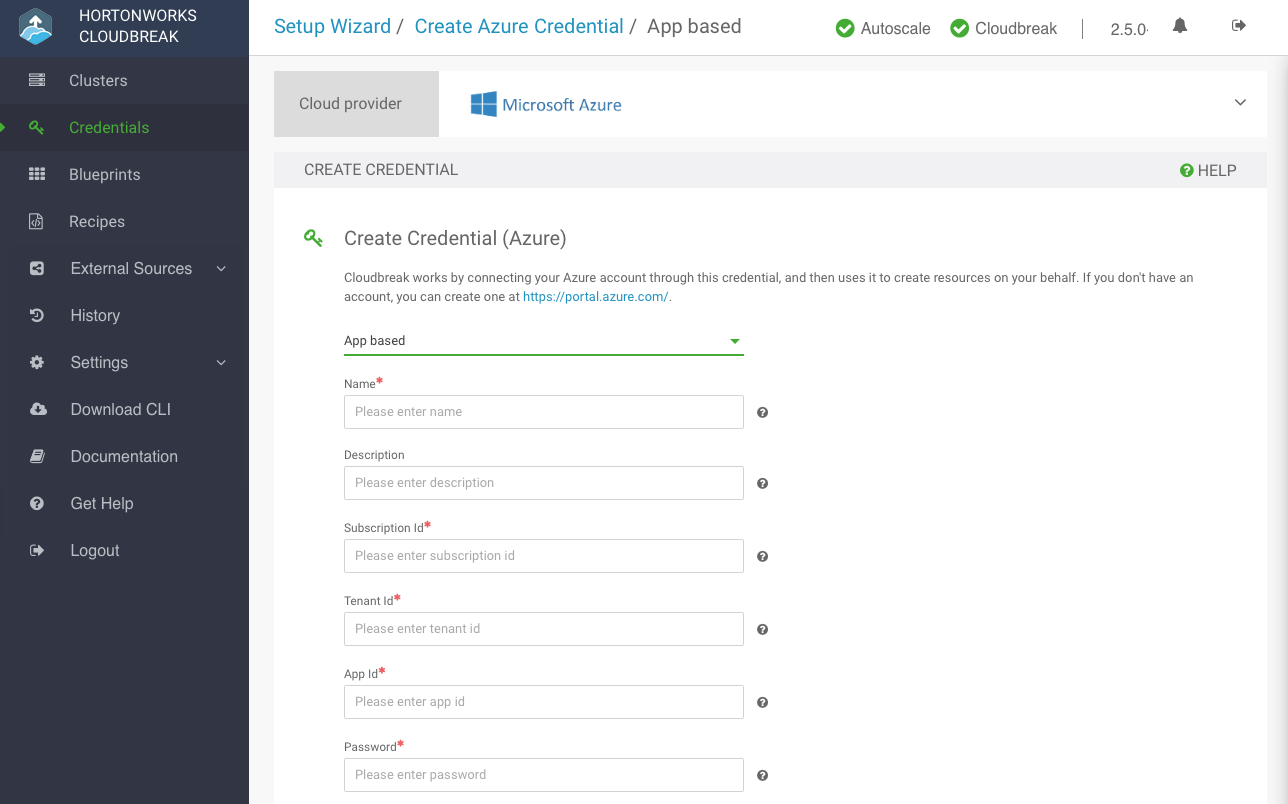 HORTONWORKS
CLOUDBREAK
Clusters
Credentials
Blueprints
Recipes
External Sources
History
Settings
Download CLI
Documentation
Get Help
Logout
Setup Wizard / Create Azure Credential / App based
Autoscale
Cloudbreak
2.5.0
Cloud provider
Microsoft Azure
CREATE CREDENTIAL
HELP
Create Credential (Azure)
Cloudbreak works by connecting your Azure account through this credential, and then uses it to create resources on your behalf. If you don't have an
account, you can create one at https://portal.azure.com/.
App based
Name*
Please enter name
Description
Please enter description
Subscription Id*
Please enter subscription id
Tenant Id*
Please enter tenant id
App Id*
Please enter app id
Password*
Please enter password